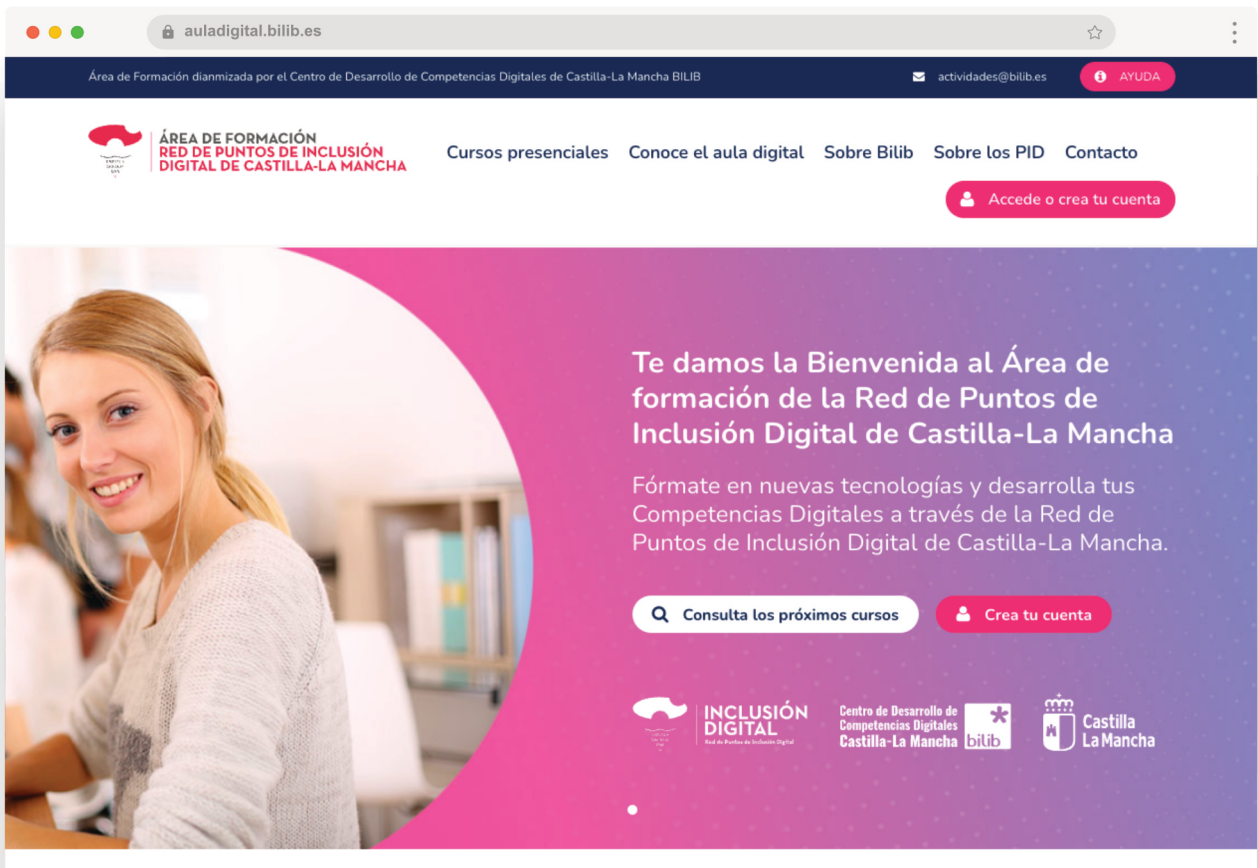 auladigital.bilib.es
Área de Formación dianmizada por el Centro de Desarrollo de Competencias Digitales de Castilla-La Mancha BILIB
actividades@bilib.es
AYUDA
ÁREA DE FORMACIÓN
RED DE PUNTOS DE INCLUSIÓN
DIGITAL DE CASTILLA-LA MANCHA
Cursos presenciales Conoce el aula digital Sobre Bilib Sobre los PID Contacto
Accede o crea tu cuenta
Te damos la Bienvenida al Área de
formación de la Red de Puntos de
Inclusión Digital de Castilla-La Mancha
Fórmate en nuevas tecnologías y desarrolla tus
Competencias Digitales a través de la Red de
Puntos de Inclusión Digital de Castilla-La Mancha.
Consulta los próximos cursos
Crea tu cuenta
INCLUSIÓN
DIGITAL
Red de Puntos de Inclusión Digital
Centro de Desarrollo de
Competencias Digitales
Castilla-La Mancha
bilib
Castilla
La Mancha